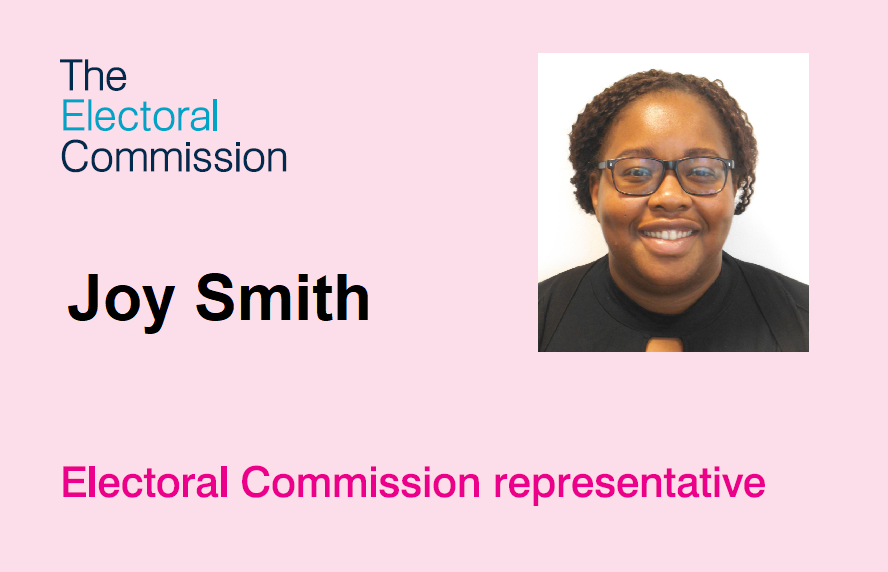 The
Electoral
Commission
Joy Smith
Electoral Commission representative